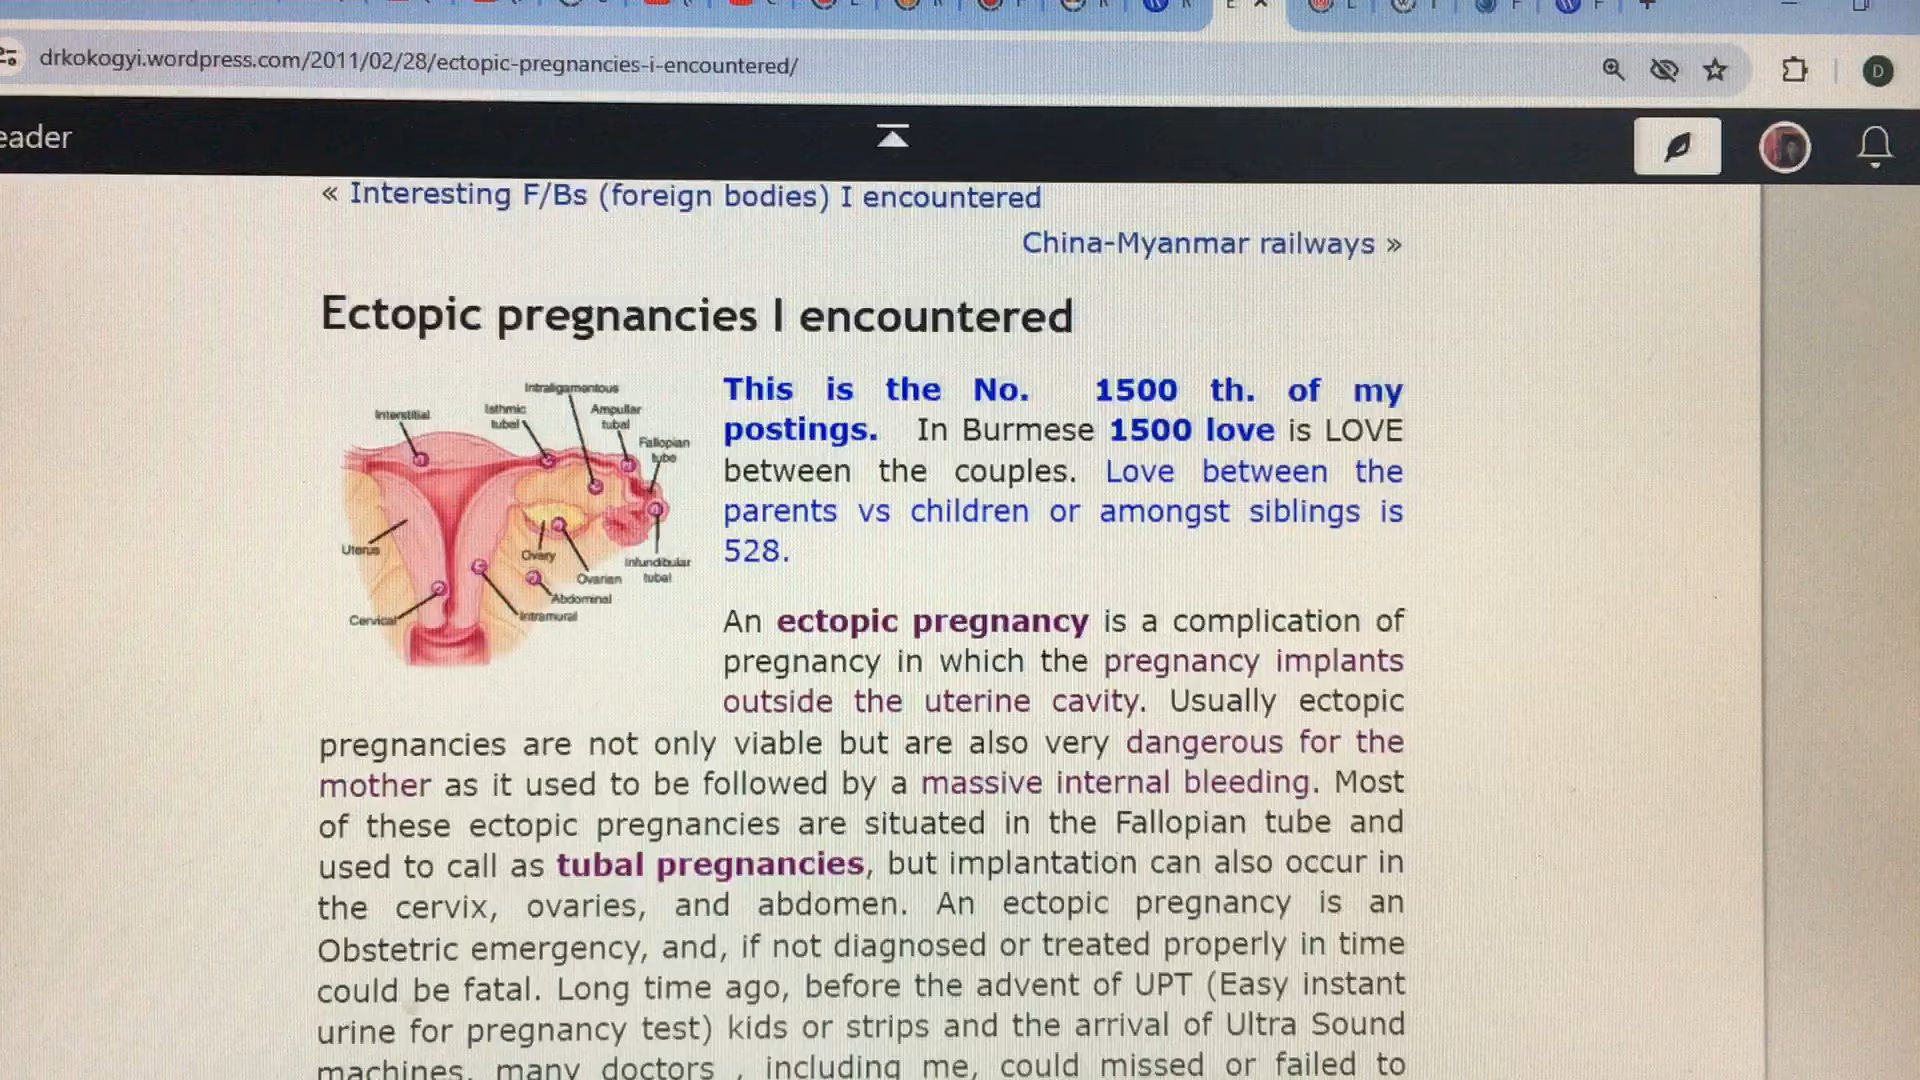 drkokogyi.wordpress.com/2011/02/28/ectopic-pregnancies-i-encountered/
D
eader
« Interesting F/Bs (foreign bodies) I encountered
China-Myanmar railways »
Ectopic pregnancies I encountered
Intraligamentous
Interstitial
Isthmic
tubal
Ampullar
tubal
Fallopian
tube
Uterus
Ovary
Infundibular
tubal
Ovarian
Abdominal
Intramural
Cervical
This is the No. 1500 th. of my
postings. In Burmese 1500 love is LOVE
between the couples. Love between the
parents vs children or amongst siblings is
528.
An ectopic pregnancy is a complication of
pregnancy in which the pregnancy implants
outside the uterine cavity. Usually ectopic
pregnancies are not only viable but are also very dangerous for the
mother as it used to be followed by a massive internal bleeding. Most
of these ectopic pregnancies are situated in the Fallopian tube and
used to call as tubal pregnancies, but implantation can also occur in
the cervix, ovaries, and abdomen. An ectopic pregnancy is an
Obstetric emergency, and, if not diagnosed or treated properly in time
could be fatal. Long time ago, before the advent of UPT (Easy instant
urine for pregnancy test) kids or strips and the arrival of Ultra Sound
machines, many doctors , including me, could missed or failed to